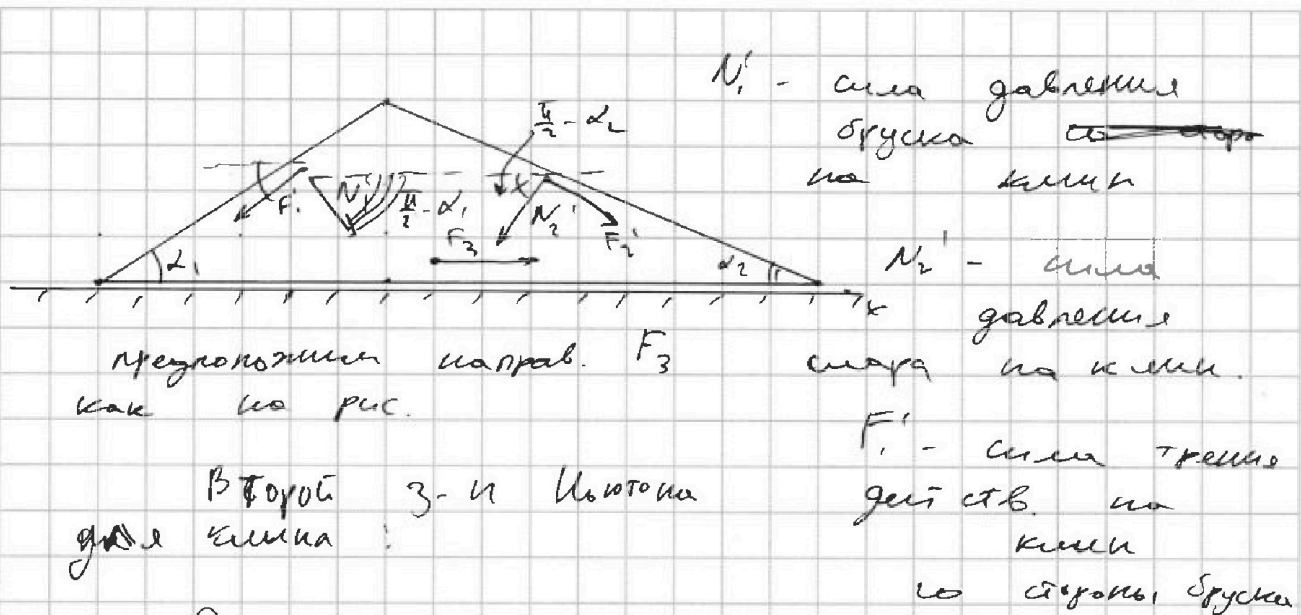 N₁' - сила давления
бруска
на клин
π/2 - α₂
F₁'
N₁'
π/2 - α₁
x
N₂'
F₂'
F₃
α₁
α₂
x
N₂' - сила
давления
шара на клин.
предположим направ. F₃
как на рис.
F₁' - сила трения
действ. на
клин
со стороны бруска
Второй з-н Ньютона
для клина :